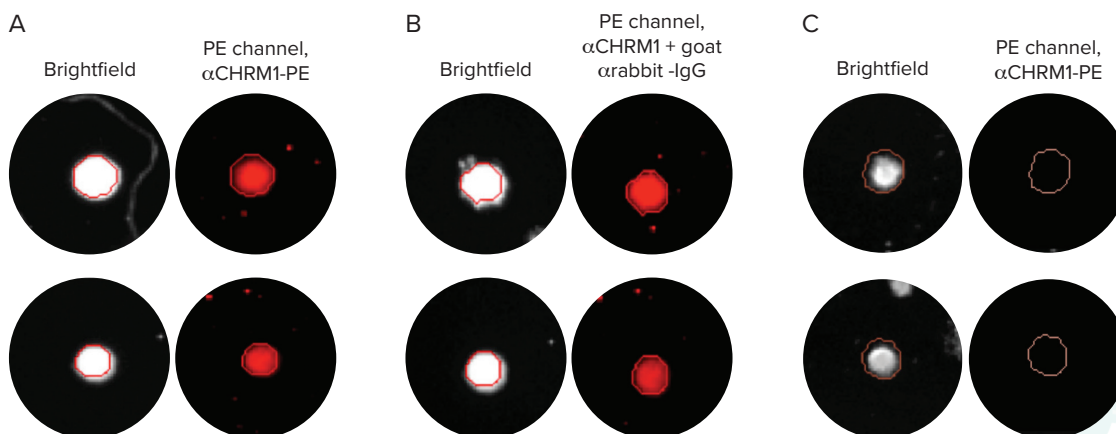 A
Brightfield
PE channel,
αCHRM1-PE
B
Brightfield
PE channel,
αCHRM1 + goat
αrabbit -IgG
C
Brightfield
PE channel,
αCHRM1-PE